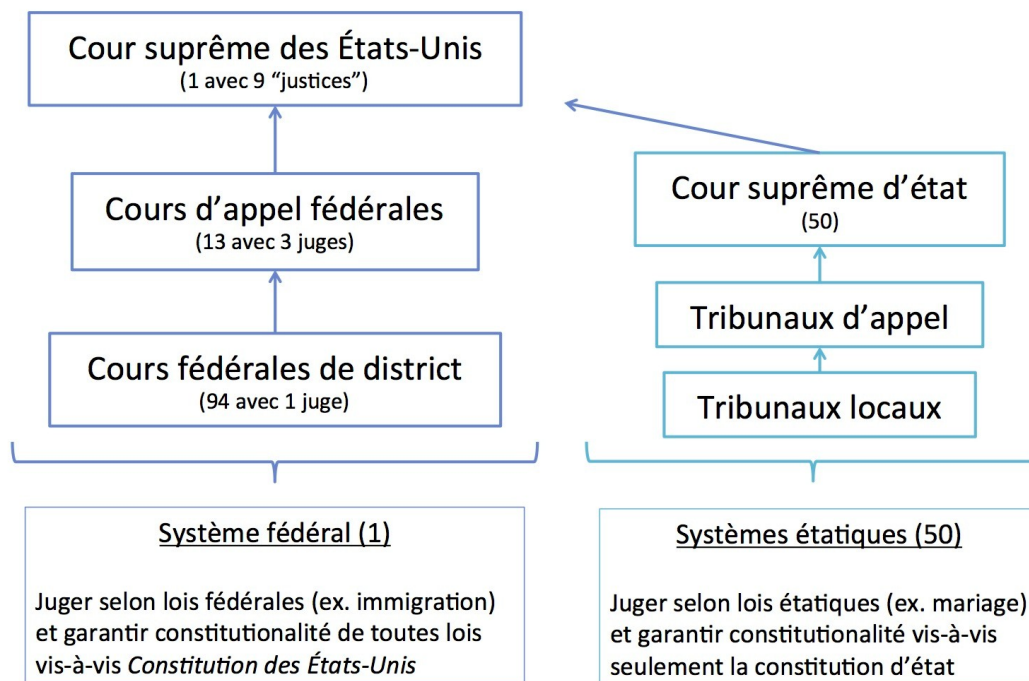 Cour suprême des États-Unis
(1 avec 9 “justices”)
Cours d’appel fédérales
(13 avec 3 juges)
Cours fédérales de district
(94 avec 1 juge)
Cour suprême d’état
(50)
Tribunaux d’appel
Tribunaux locaux
Système fédéral (1)
Juger selon lois fédérales (ex. immigration)
et garantir constitutionalité de toutes lois
vis-à-vis Constitution des États-Unis
Systèmes étatiques (50)
Juger selon lois étatiques (ex. mariage)
et garantir constitutionalité vis-à-vis
seulement la constitution d’état